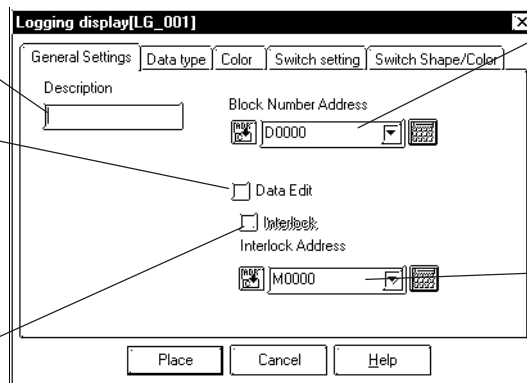 Logging display[LG_001]
General Settings Data type Color Switch setting Switch Shape/Color
Description
Block Number Address
D0000
Data Edit
Interlock
Interlock Address
M0000
Place Cancel Help